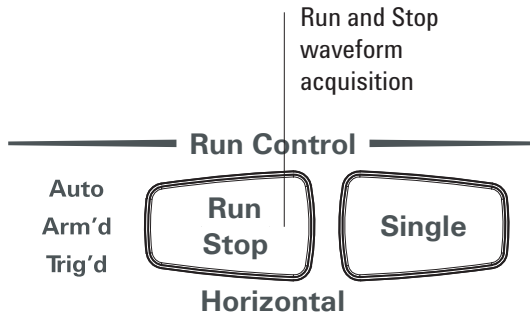 Run and Stop
waveform
acquisition
Run Control
Auto
Arm'd
Trig'd
Run
Stop
Single
Horizontal